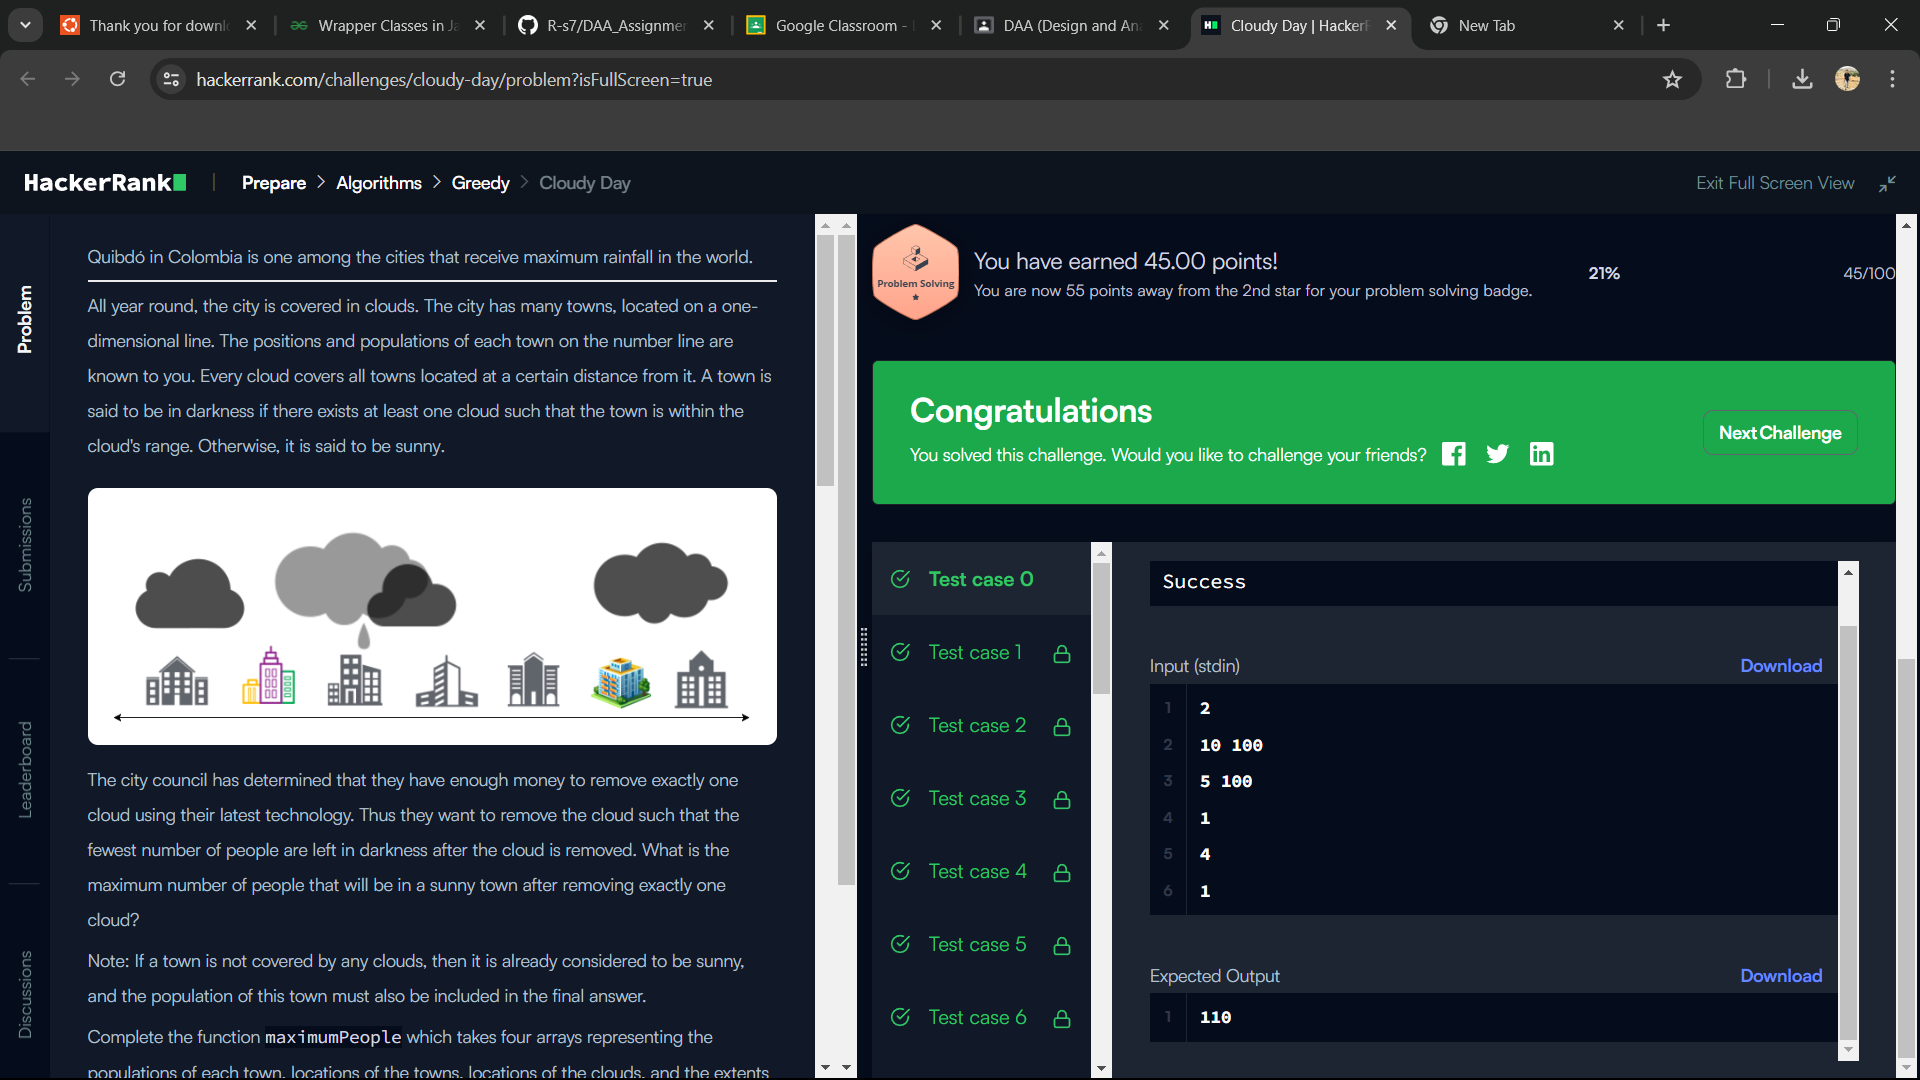 Thank you for downl
Wrapper Classes in Ja
R-s7/DAA_Assignmen
Google Classroom -
DAA (Design and Ana
Cloudy Day | HackerR
New Tab
hackerrank.com/challenges/cloudy-day/problem?isFullScreen=true
HackerRank
Prepare > Algorithms > Greedy > Cloudy Day
Exit Full Screen View
Problem
Submissions
Leaderboard
Discussions
Quibdó in Colombia is one among the cities that receive maximum rainfall in the world.
All year round, the city is covered in clouds. The city has many towns, located on a one-
dimensional line. The positions and populations of each town on the number line are
known to you. Every cloud covers all towns located at a certain distance from it. A town is
said to be in darkness if there exists at least one cloud such that the town is within the
cloud's range. Otherwise, it is said to be sunny.
The city council has determined that they have enough money to remove exactly one
cloud using their latest technology. Thus they want to remove the cloud such that the
fewest number of people are left in darkness after the cloud is removed. What is the
maximum number of people that will be in a sunny town after removing exactly one
cloud?
Note: If a town is not covered by any clouds, then it is already considered to be sunny,
and the population of this town must also be included in the final answer.
Complete the function maximumPeople which takes four arrays representing the
populations of each town, locations of the towns, locations of the clouds, and the extents
Problem Solving
You have earned 45.00 points!
You are now 55 points away from the 2nd star for your problem solving badge.
21%
45/100
Congratulations
You solved this challenge. Would you like to challenge your friends?
Next Challenge
Test case 0
Test case 1
Test case 2
Test case 3
Test case 4
Test case 5
Test case 6
Success
Input (stdin)
Download
1 2
2 10 100
3 5 100
4 1
5 4
6 1
Expected Output
Download
1 110